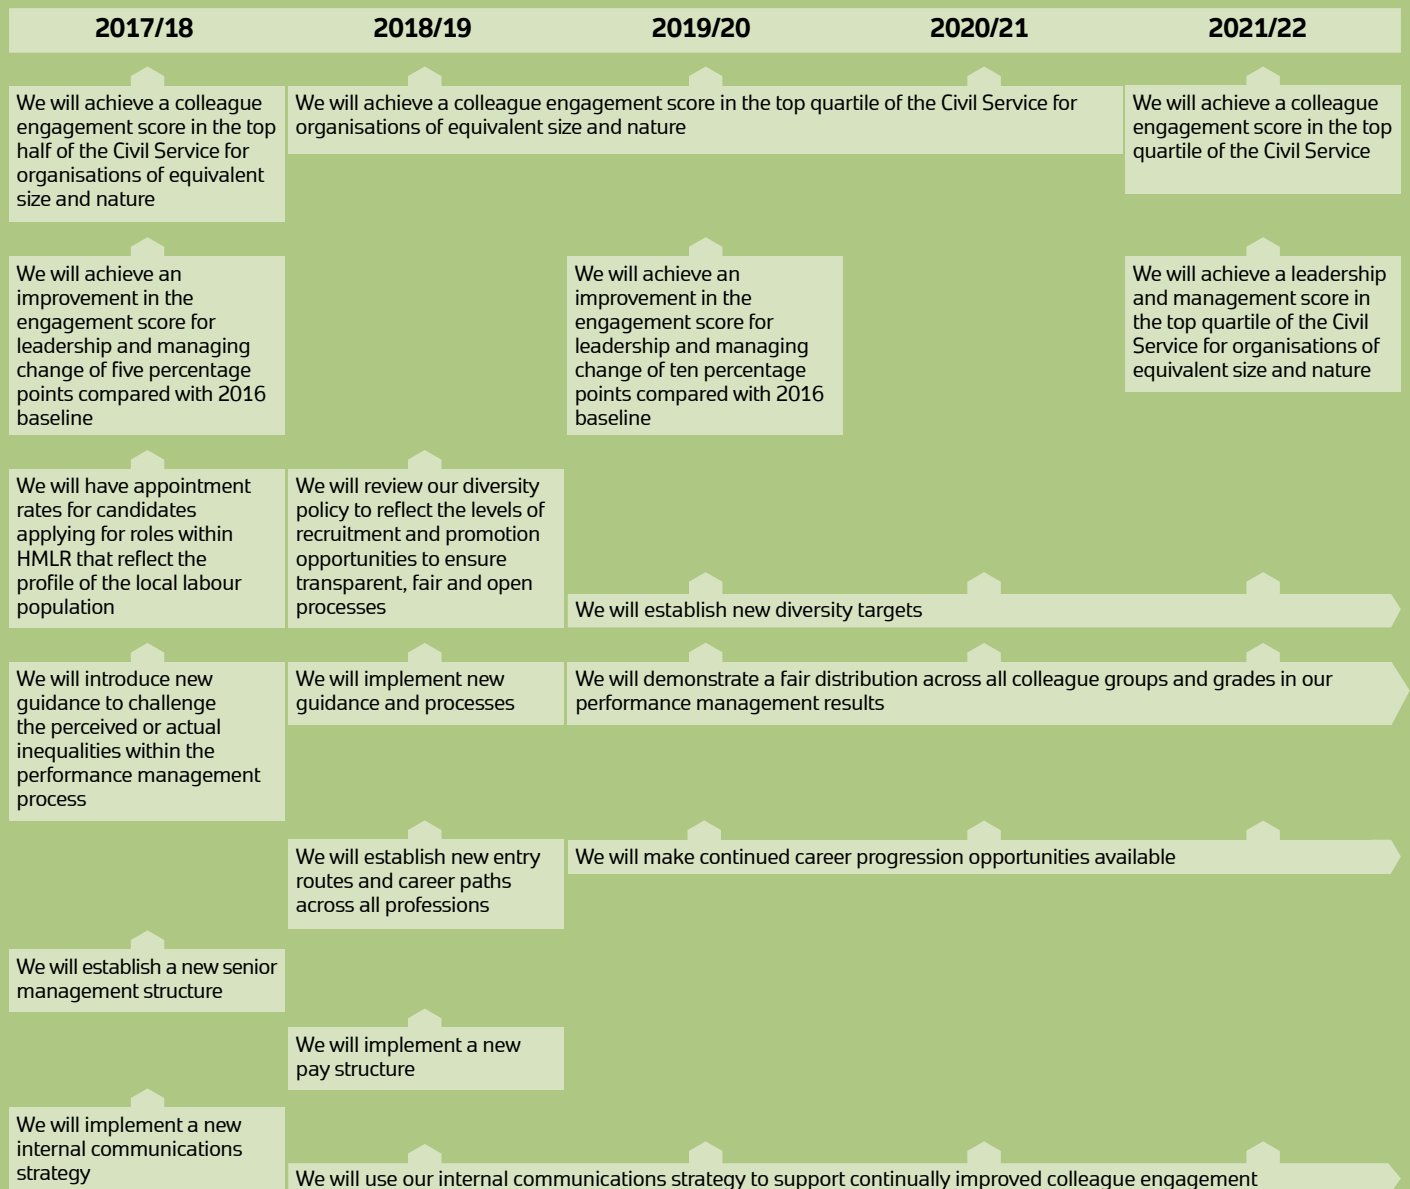 2017/18 2018/19 2019/20 2020/21 2021/22
We will achieve a colleague
engagement score in the top
half of the Civil Service for
organisations of equivalent
size and nature
We will achieve a colleague engagement score in the top quartile of the Civil Service for
organisations of equivalent size and nature
We will achieve a colleague
engagement score in the top
quartile of the Civil Service
We will achieve an
improvement in the
engagement score for
leadership and managing
change of five percentage
points compared with 2016
baseline
We will achieve an
improvement in the
engagement score for
leadership and managing
change of ten percentage
points compared with 2016
baseline
We will achieve a leadership
and management score in
the top quartile of the Civil
Service for organisations of
equivalent size and nature
We will have appointment
rates for candidates
applying for roles within
HMLR that reflect the
profile of the local labour
population
We will review our diversity
policy to reflect the levels of
recruitment and promotion
opportunities to ensure
transparent, fair and open
processes
We will establish new diversity targets
We will introduce new
guidance to challenge
the perceived or actual
inequalities within the
performance management
process
We will implement new
guidance and processes
We will demonstrate a fair distribution across all colleague groups and grades in our
performance management results
We will establish new entry
routes and career paths
across all professions
We will make continued career progression opportunities available
We will establish a new senior
management structure
We will implement a new
pay structure
We will implement a new
internal communications
strategy
We will use our internal communications strategy to support continually improved colleague engagement